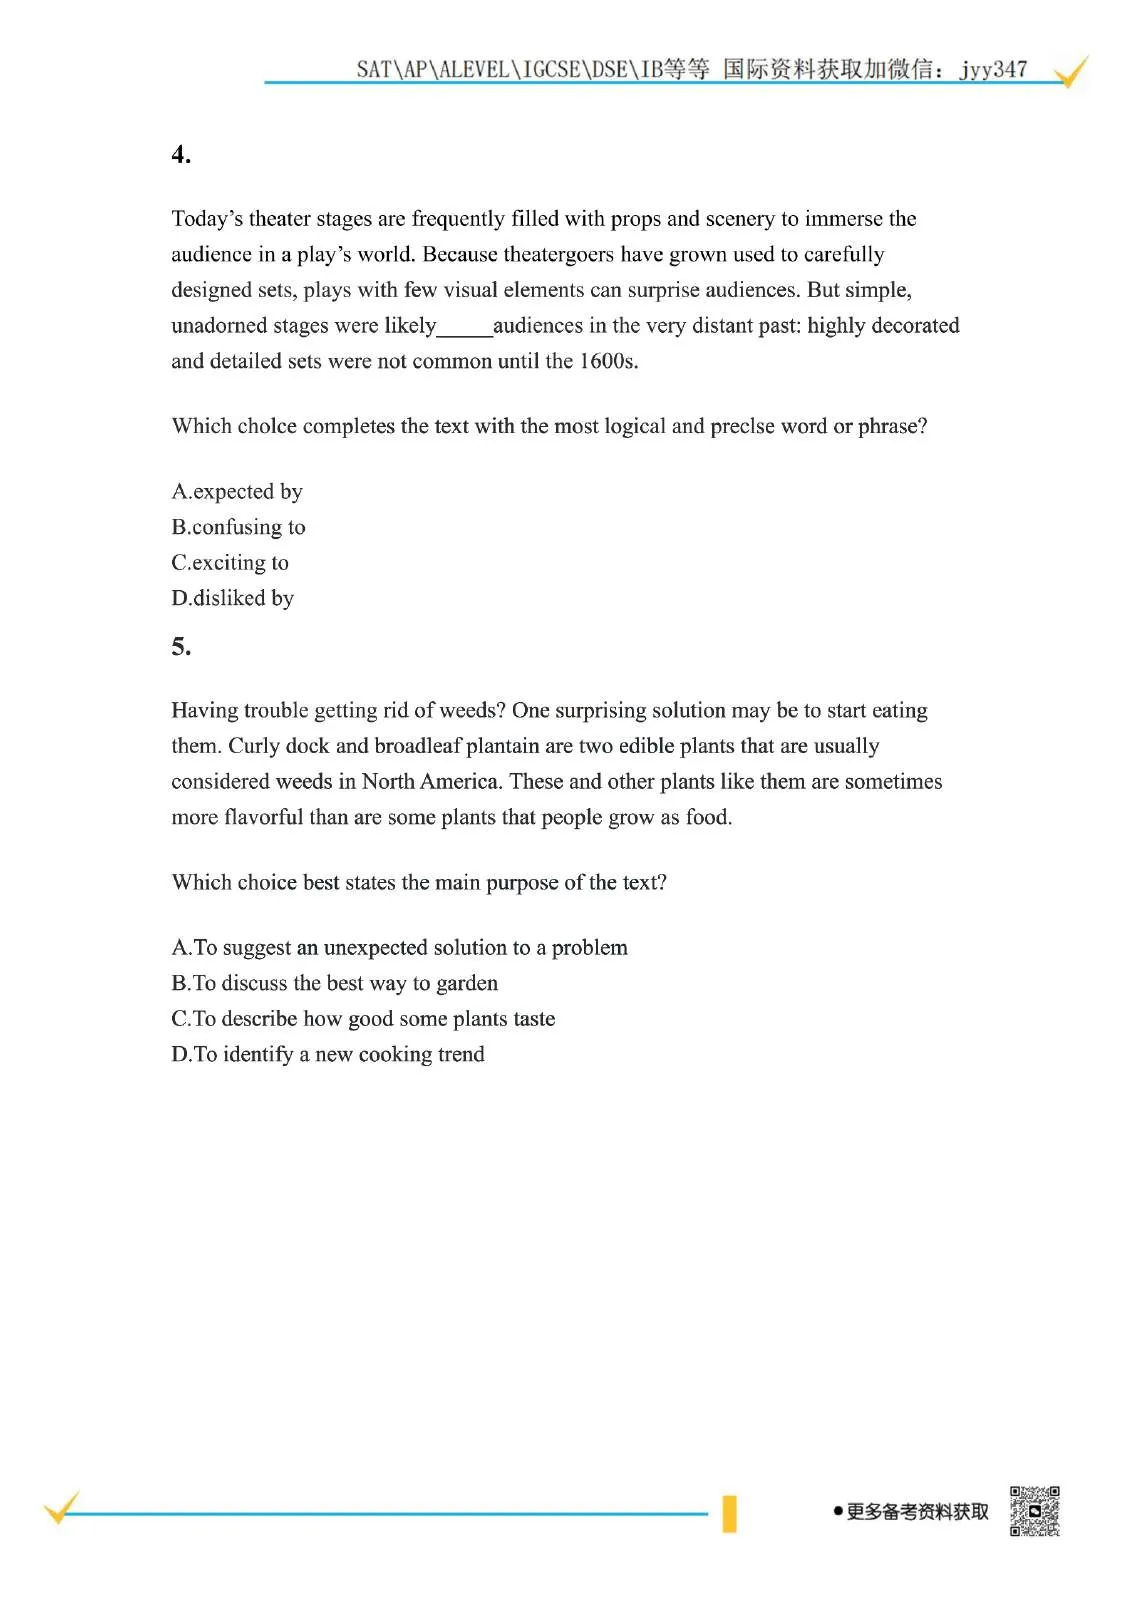 SAT\AP\ALEVEL\IGCSE\DSE\IB等等 国际资料获取加微信：jyy347
4.
Today’s theater stages are frequently filled with props and scenery to immerse the
audience in a play’s world. Because theatergoers have grown used to carefully
designed sets, plays with few visual elements can surprise audiences. But simple,
unadorned stages were likely_____audiences in the very distant past: highly decorated
and detailed sets were not common until the 1600s.
Which cholce completes the text with the most logical and preclse word or phrase?
A.expected by
B.confusing to
C.exciting to
D.disliked by
5.
Having trouble getting rid of weeds? One surprising solution may be to start eating
them. Curly dock and broadleaf plantain are two edible plants that are usually
considered weeds in North America. These and other plants like them are sometimes
more flavorful than are some plants that people grow as food.
Which choice best states the main purpose of the text?
A.To suggest an unexpected solution to a problem
B.To discuss the best way to garden
C.To describe how good some plants taste
D.To identify a new cooking trend
●更多备考资料获取